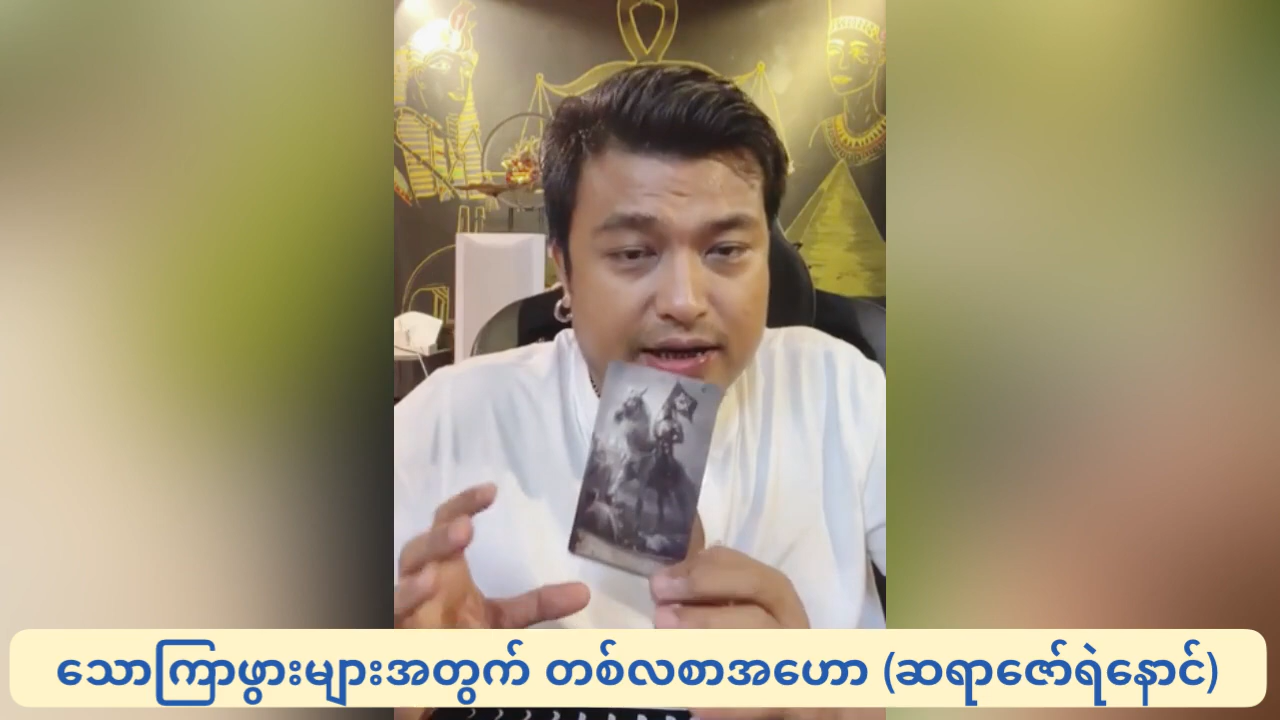 သောကြာဖွားများအတွက် တစ်လစာအဟော (ဆရာဇော်ရဲနောင်)